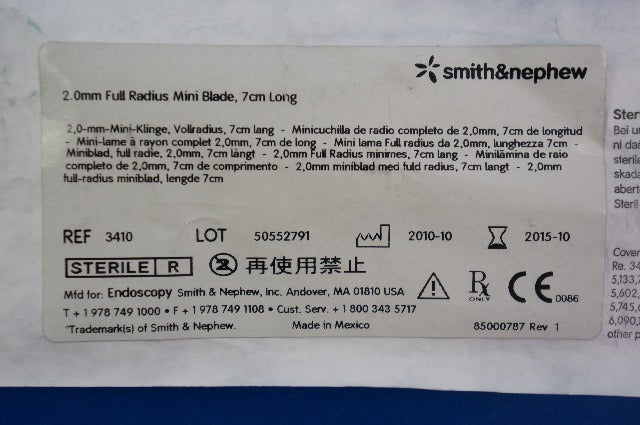 smith&nephew
2.0mm Full Radius Mini Blade, 7cm Long
2,0-mm-Mini-Klinge, Vollradius, 7cm lang - Minicuchilla de radio completo de 2,0mm, 7cm de longitud
- Mini-lame à rayon complet 2,0mm, 7cm de long - Mini lama Full radius da 2,0mm, lunghezza 7cm -
Miniblad, full radie, 2,0mm, 7cm långt - 2,0mm Full Radius minimes, 7cm lang - Minilâmina de raio
completo de 2,0mm, 7cm de comprimento - 2,0mm miniblad med fuld radius, 7cm langt - 2,0mm
full-radius miniblad, lengde 7cm
REF 3410 LOT 50552791 2010-10 2015-10
STERILE R 2 再使用禁止
Mfd for: Endoscopy Smith & Nephew, Inc. Andover, MA 01810 USA
Rx ONLY CE 0086
T + 1 978 749 1000 • F + 1 978 749 1108 • Cust. Serv. + 1 800 343 5717
*Trademark(s) of Smith & Nephew. Made in Mexico 85000787 Rev 1
Ster
Bei u
ni da
sterile
skada
abert
Steril
Cover
Re. 34
5,133,7
5,602,
5,745,6
6,090,
other p